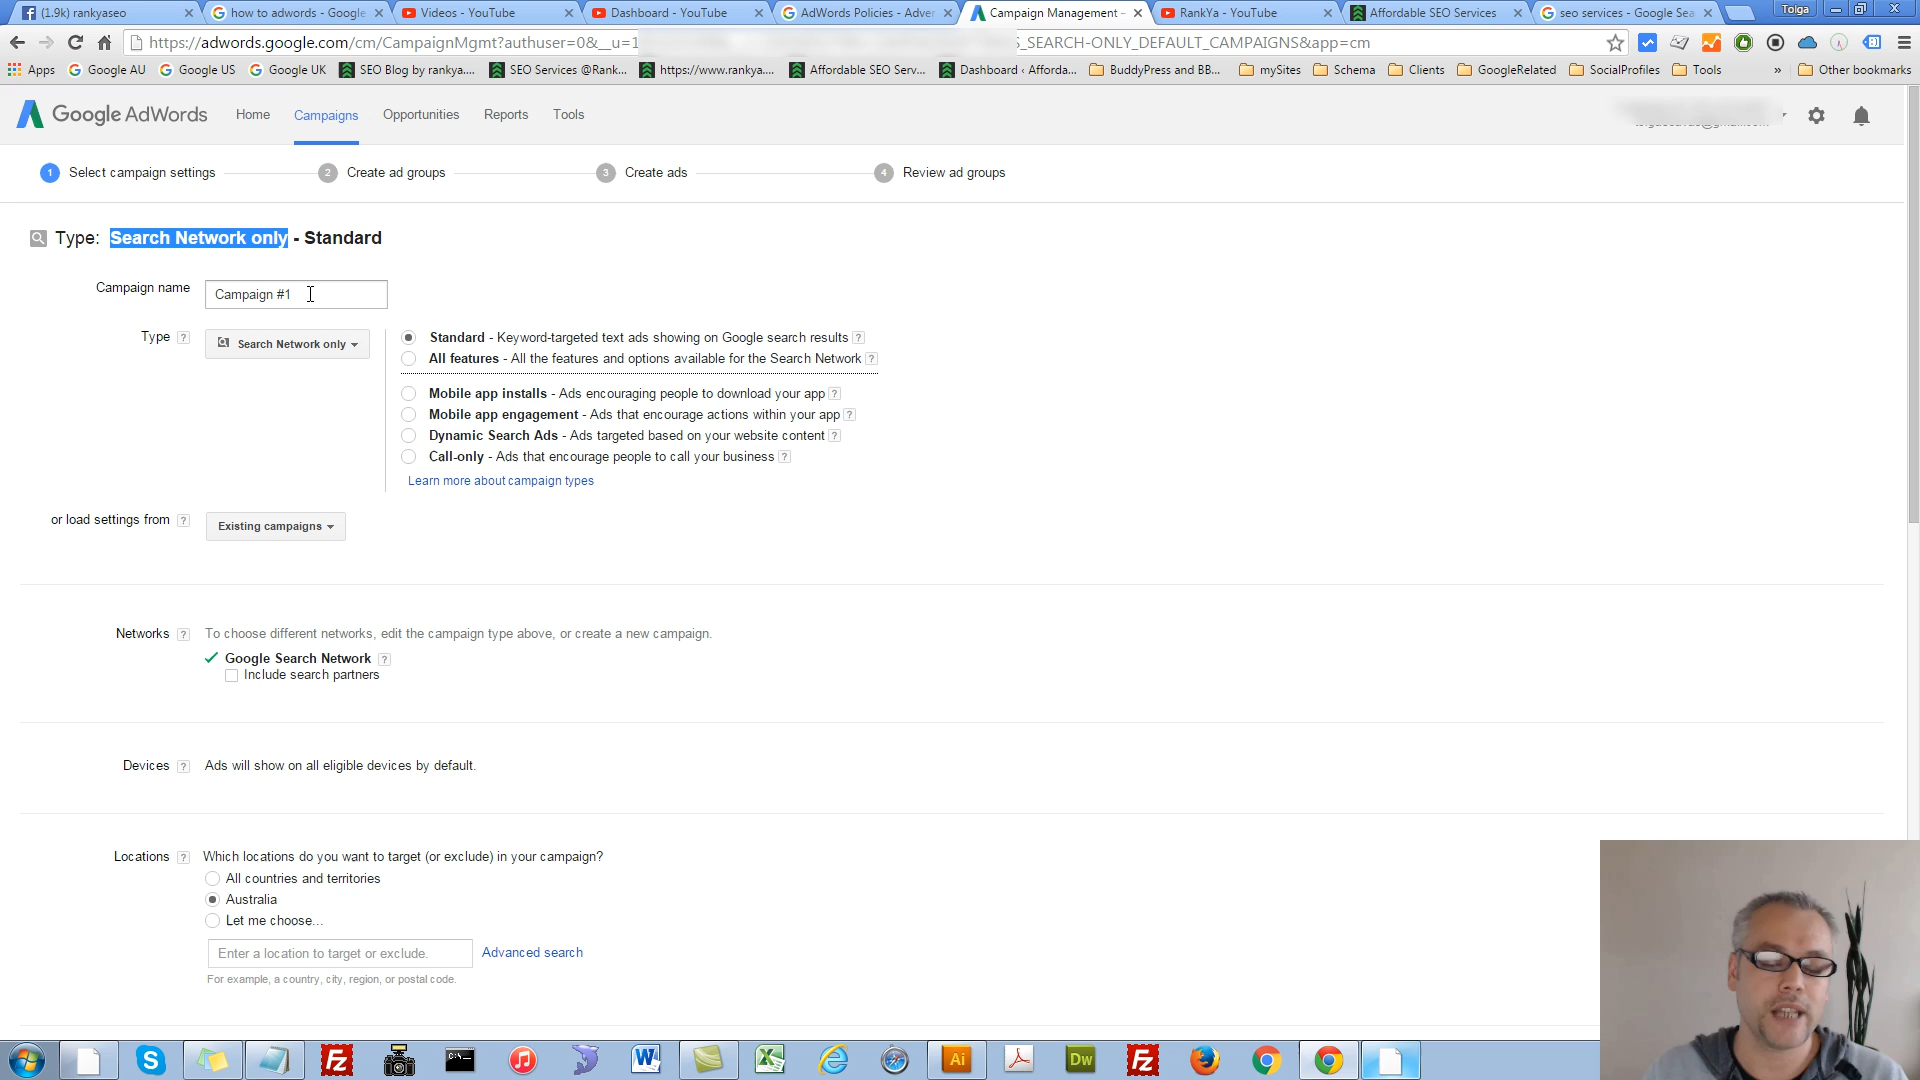 (1.9k) rankyaseo
how to adwords - Google
Videos - YouTube
Dashboard - YouTube
AdWords Policies - Adver
Campaign Management -
RankYa - YouTube
Affordable SEO Services
seo services - Google Sea
Tolga
https://adwords.google.com/cm/CampaignMgmt?authuser=0&__u=1
S_SEARCH-ONLY_DEFAULT_CAMPAIGNS&app=cm
Apps
Google AU
Google US
Google UK
SEO Blog by rankya....
SEO Services @Rank...
https://www.rankya....
Affordable SEO Serv...
Dashboard ‹ Afforda...
BuddyPress and BB...
mySites
Schema
Clients
GoogleRelated
SocialProfiles
Tools
»
Other bookmarks
Google AdWords
Home
Campaigns
Opportunities
Reports
Tools
1 Select campaign settings
2 Create ad groups
3 Create ads
4 Review ad groups
Type: Search Network only - Standard
Campaign name
Campaign #1
Type ?
Search Network only
Standard - Keyword-targeted text ads showing on Google search results ?
All features - All the features and options available for the Search Network ?
Mobile app installs - Ads encouraging people to download your app ?
Mobile app engagement - Ads that encourage actions within your app ?
Dynamic Search Ads - Ads targeted based on your website content ?
Call-only - Ads that encourage people to call your business ?
Learn more about campaign types
or load settings from ?
Existing campaigns
Networks ? To choose different networks, edit the campaign type above, or create a new campaign.
Google Search Network ?
Include search partners
Devices ? Ads will show on all eligible devices by default.
Locations ? Which locations do you want to target (or exclude) in your campaign?
All countries and territories
Australia
Let me choose...
Enter a location to target or exclude.
Advanced search
For example, a country, city, region, or postal code.
Fz
C:\
W
Ai
Dw
Fz